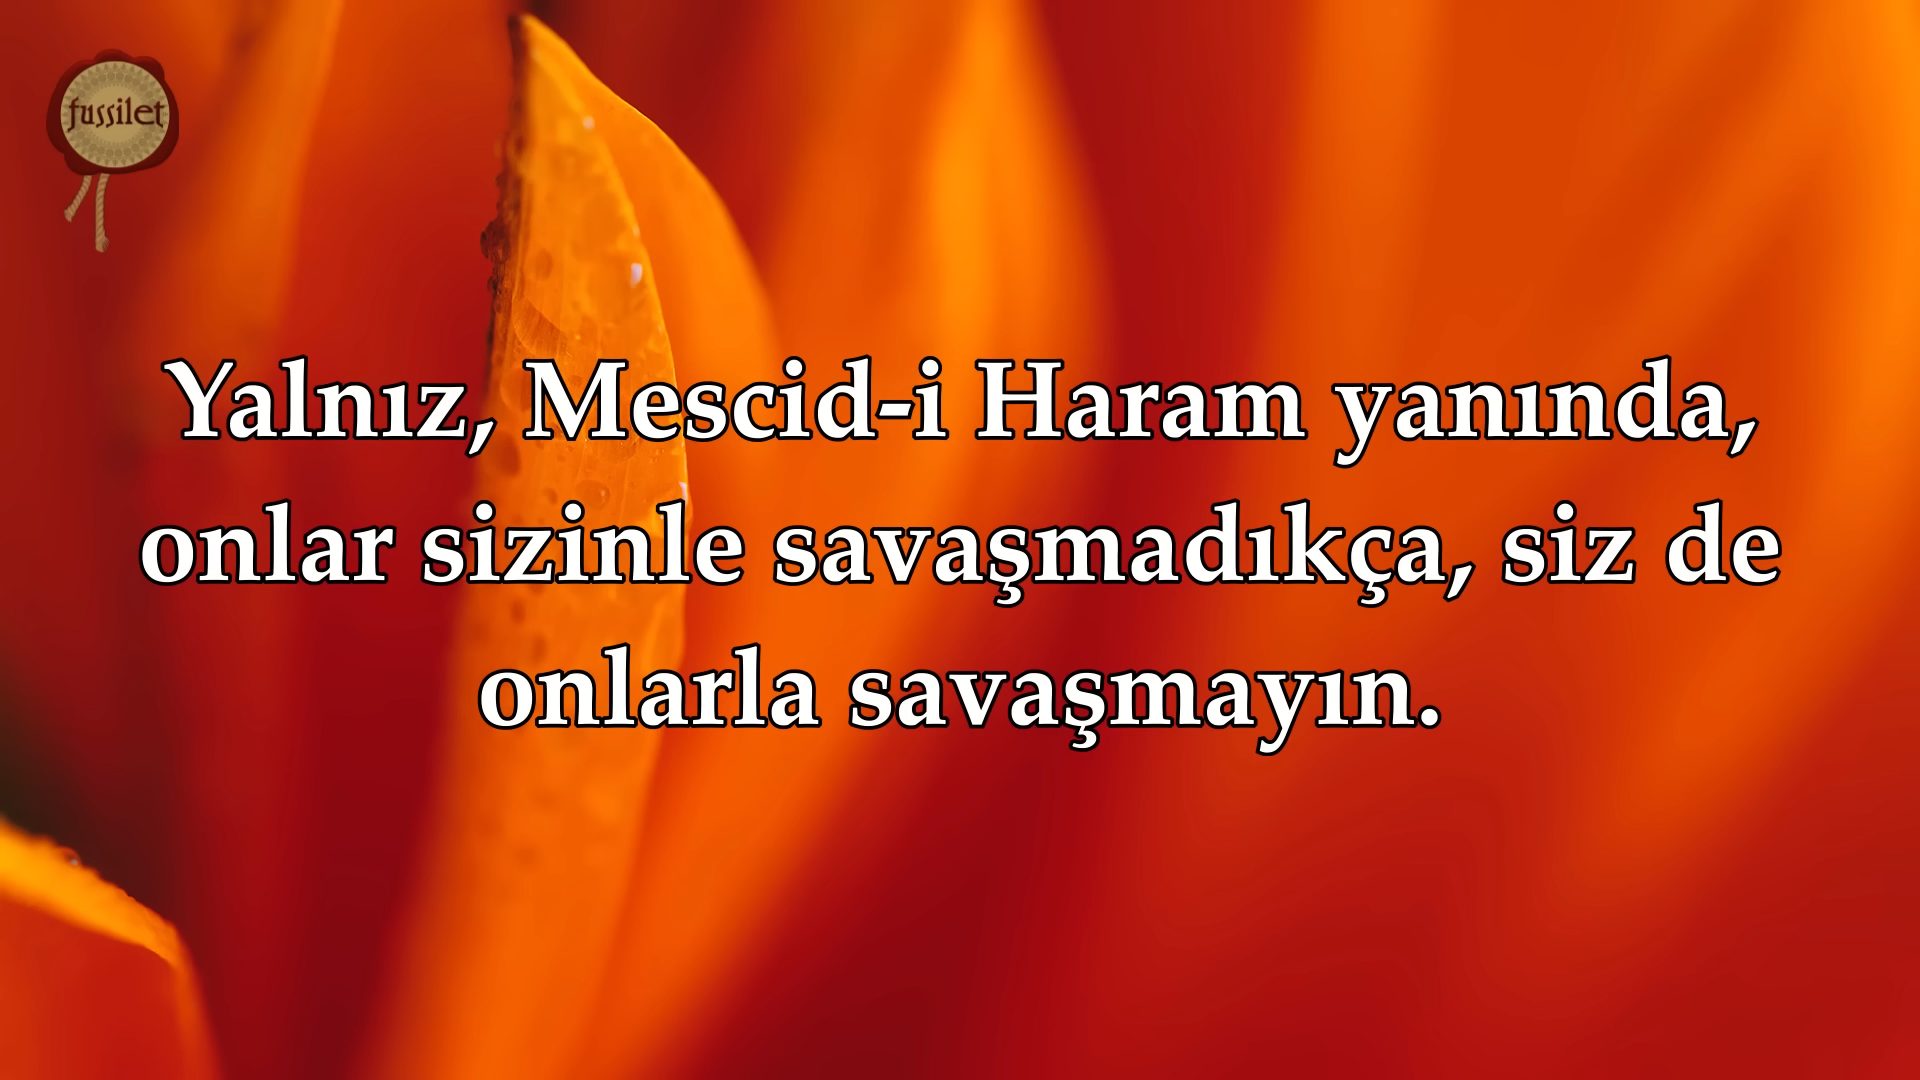 fussilet
Yalnız, Mescid-i Haram yanında,
onlar sizinle savaşmadıkça, siz de
onlarla savaşmayın.